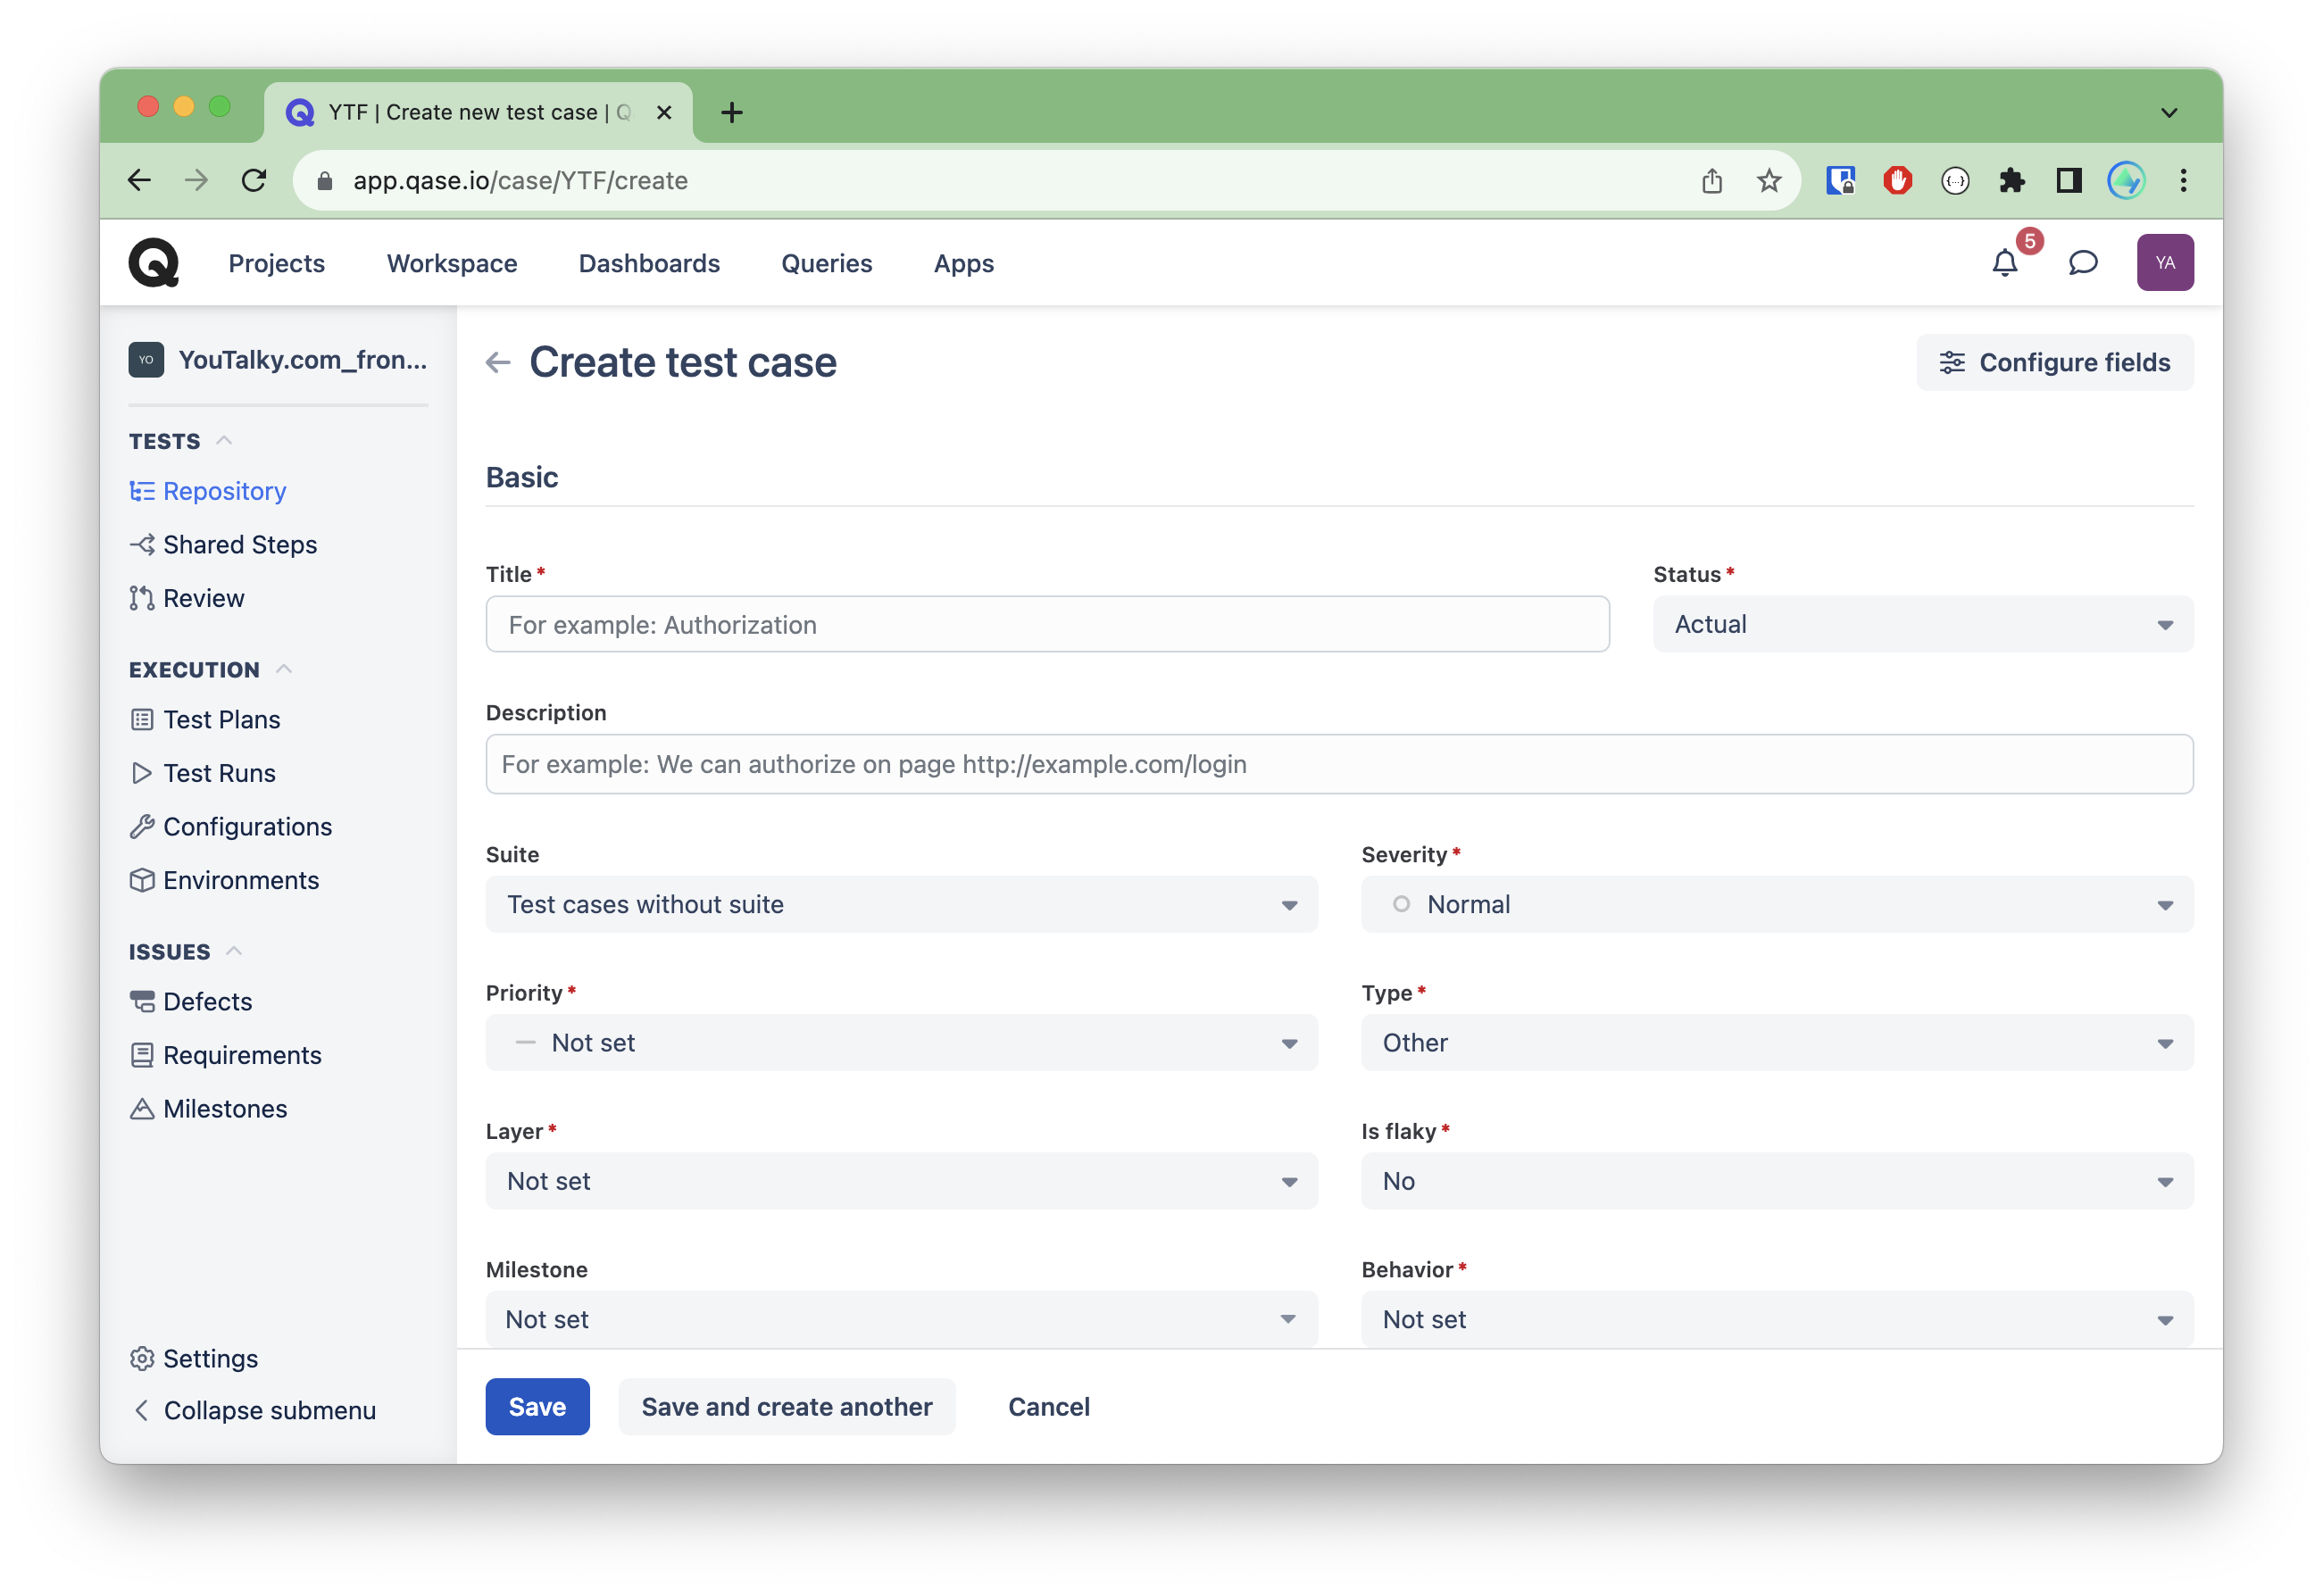 YTF | Create new test case | Q
app.qase.io/case/YTF/create
Projects
Workspace
Dashboards
Queries
Apps
5
YA
YO
YouTalky.com_fron...
TESTS
Repository
Shared Steps
Review
EXECUTION
Test Plans
Test Runs
Configurations
Environments
ISSUES
Defects
Requirements
Milestones
Settings
Collapse submenu
Create test case
Configure fields
Basic
Title *
For example: Authorization
Status *
Actual
Description
For example: We can authorize on page http://example.com/login
Suite
Test cases without suite
Severity *
Normal
Priority *
Not set
Type *
Other
Layer *
Not set
Is flaky *
No
Milestone
Not set
Behavior *
Not set
Save
Save and create another
Cancel